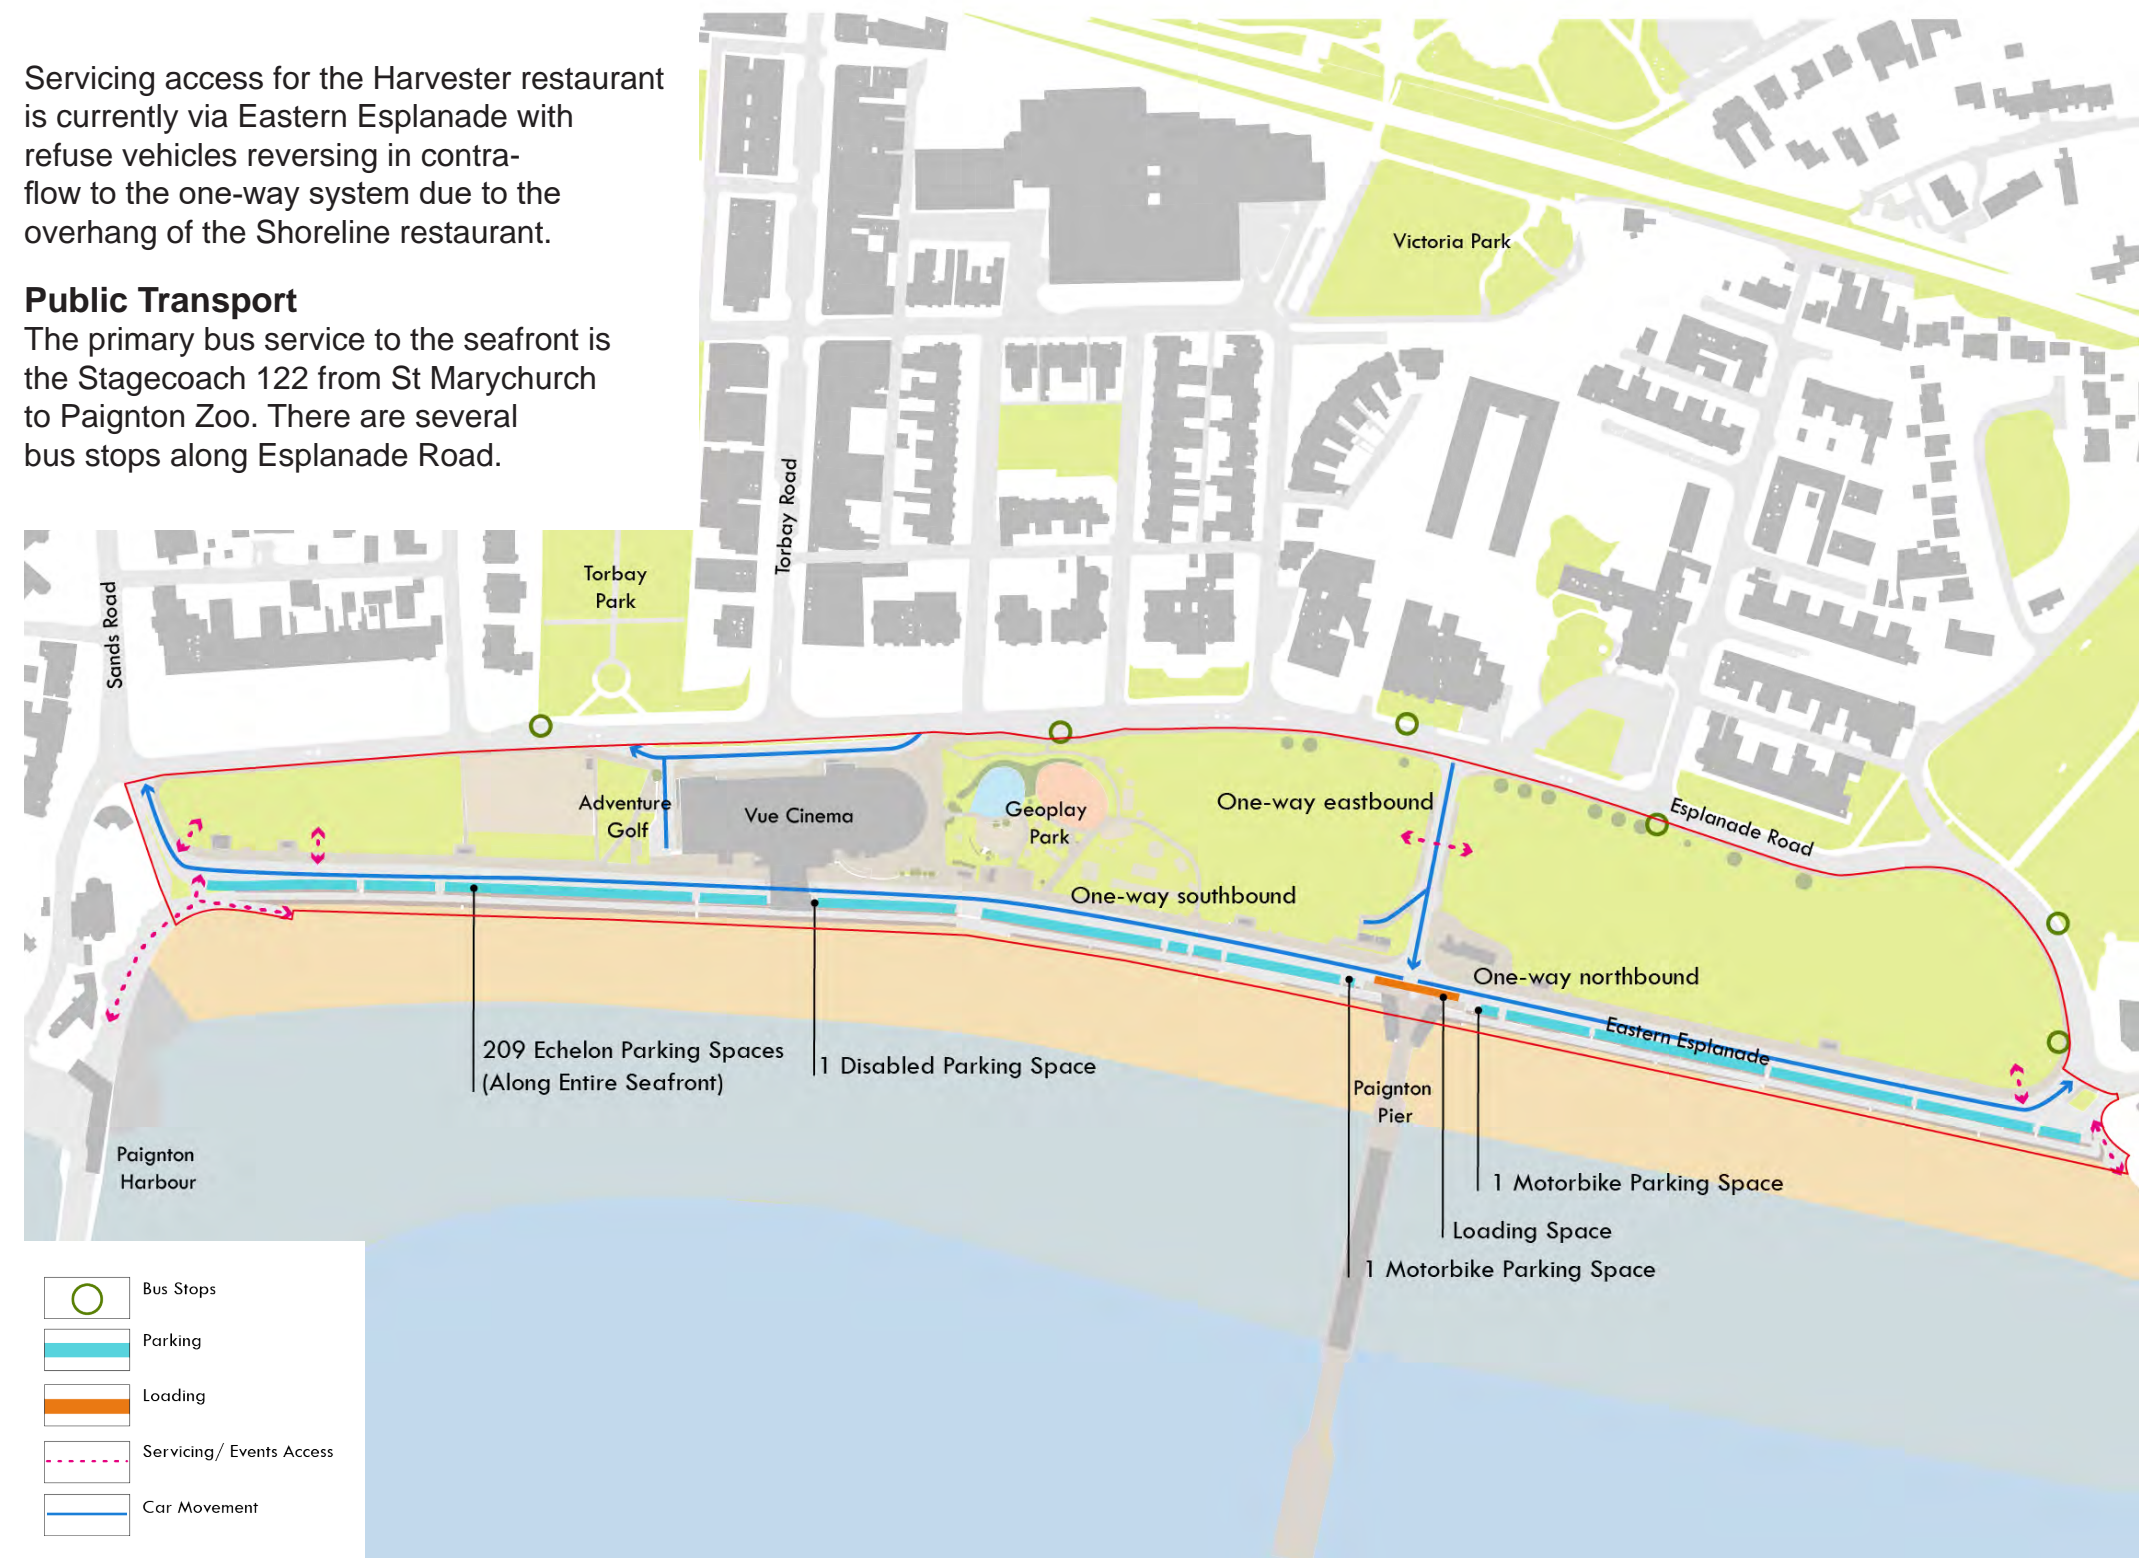 Servicing access for the Harvester restaurant
is currently via Eastern Esplanade with
refuse vehicles reversing in contra-
flow to the one-way system due to the
overhang of the Shoreline restaurant.
Public Transport
The primary bus service to the seafront is
the Stagecoach 122 from St Marychurch
to Paignton Zoo. There are several
bus stops along Esplanade Road.
Victoria Park
Torbay Road
Torbay
Park
Sands Road
Adventure
Golf
Vue Cinema
Geoplay
Park
One-way eastbound
Esplanade Road
One-way southbound
One-way northbound
Eastern Esplanade
209 Echelon Parking Spaces
(Along Entire Seafront)
1 Disabled Parking Space
Paignton
Pier
Paignton
Harbour
1 Motorbike Parking Space
Loading Space
1 Motorbike Parking Space
Bus Stops
Parking
Loading
Servicing/ Events Access
Car Movement